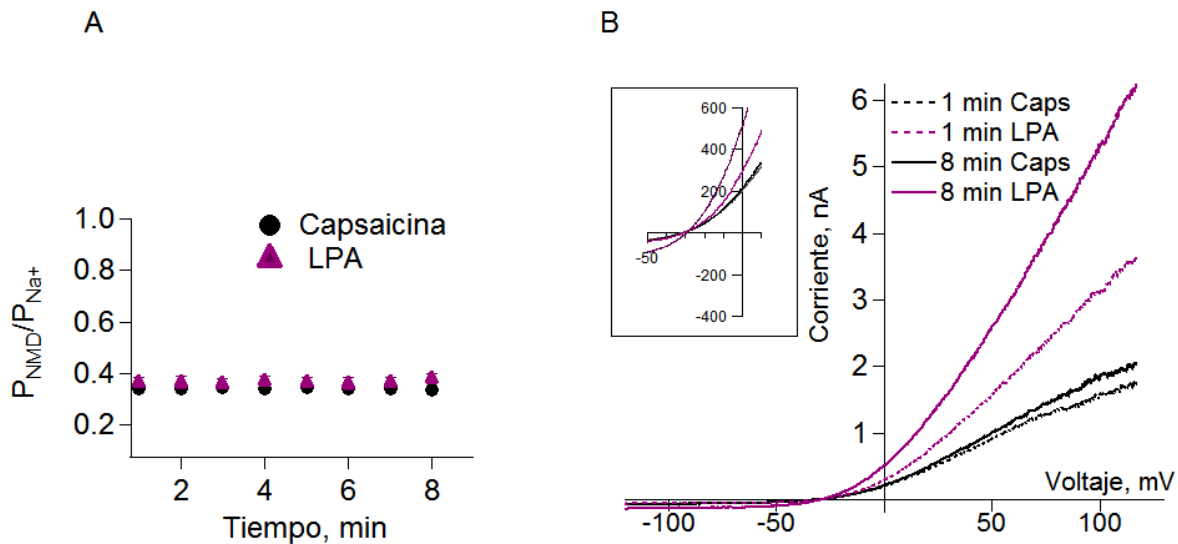 A
1.0
0.8
0.6
0.4
0.2
2
4
6
8
P_NMD/P_Na+
Tiempo, min
Capsaicina
LPA
B
600
400
200
-200
-400
-50
6
5
4
3
2
1
Corriente, nA
1 min Caps
1 min LPA
8 min Caps
8 min LPA
Voltaje, mV
-100
-50
50
100